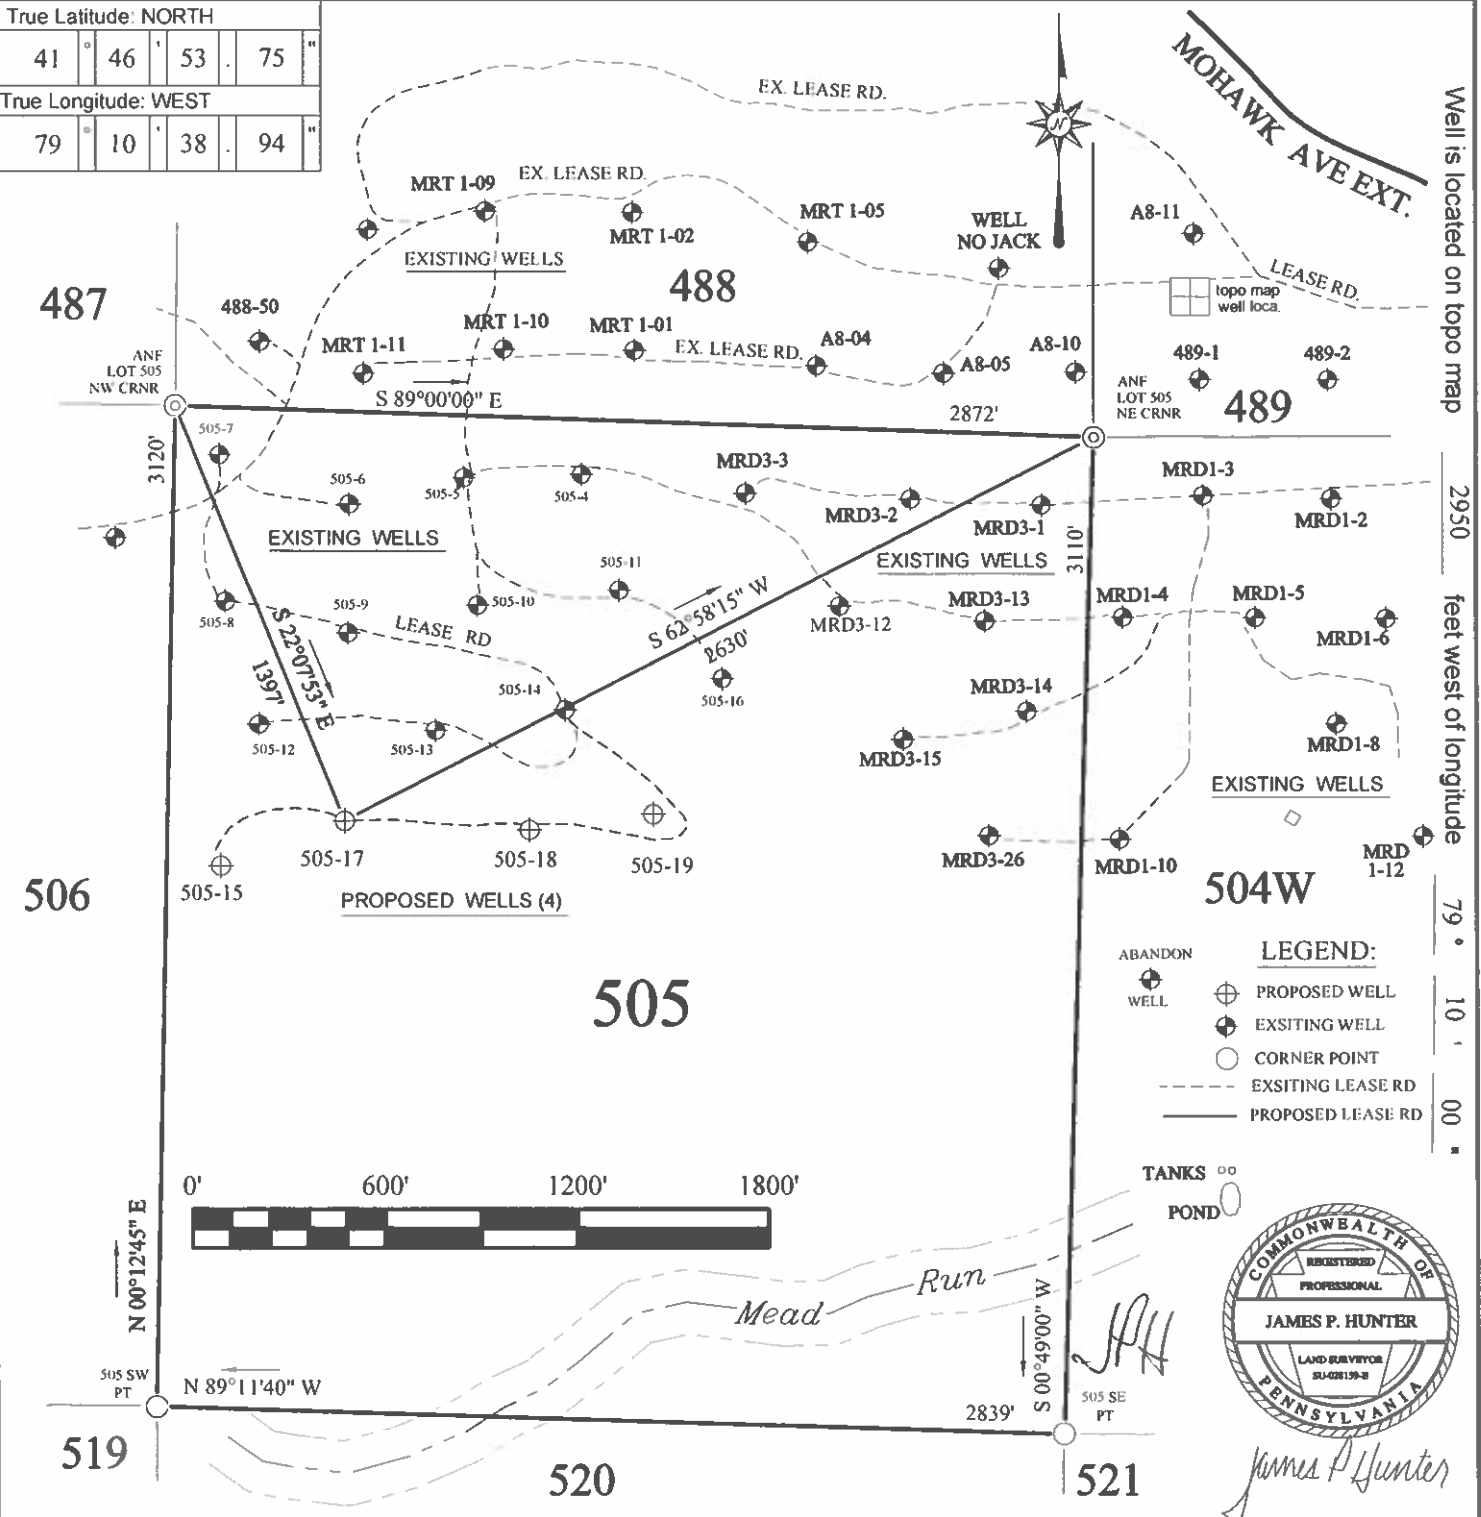 True Latitude: NORTH
41 ° 46 ' 53 . 75 "
True Longitude: WEST
79 ° 10 ' 38 . 94 "
EX. LEASE RD.
MOHAWK AVE EXT.
Well is located on topo map
2950 feet west of longitude 79 ° 10 ' 00 "
N
MRT 1-09
EX. LEASE RD.
MRT 1-02
MRT 1-05
WELL
NO JACK
A8-11
EXISTING WELLS
488
LEASE RD.
topo map
well loca.
487
488-50
MRT 1-11
MRT 1-10
MRT 1-01
EX. LEASE RD.
A8-04
A8-05
A8-10
489-1
489-2
ANF
LOT 505
NW CRNR
S 89°00'00" E
2872'
ANF
LOT 505
NE CRNR
489
3120'
505-7
505-6
505-5
505-4
MRD3-3
MRD3-2
MRD3-1
MRD1-3
MRD1-2
EXISTING WELLS
EXISTING WELLS
3110'
505-8
505-9
505-10
505-11
LEASE RD
MRD3-12
MRD3-13
MRD1-4
MRD1-5
MRD1-6
S 22°07'53" E
1397'
S 62°58'15" W
2630'
505-12
505-13
505-14
505-16
MRD3-14
MRD3-15
MRD1-8
EXISTING WELLS
505-15
505-17
505-18
505-19
MRD3-26
MRD1-10
MRD
1-12
PROPOSED WELLS (4)
506
504W
505
ABANDON
WELL
LEGEND:
PROPOSED WELL
EXSITING WELL
CORNER POINT
EXSITING LEASE RD
PROPOSED LEASE RD
0' 600' 1200' 1800'
TANKS
POND
N 00°12'45" E
Mead Run
S 00°49'00" W
JPH
COMMONWEALTH OF
REGISTERED
PROFESSIONAL
JAMES P. HUNTER
LAND SURVEYOR
SU-028139-E
PENNSYLVANIA
James P Hunter
505 SW
PT
N 89°11'40" W
2839'
505 SE
PT
519
520
521